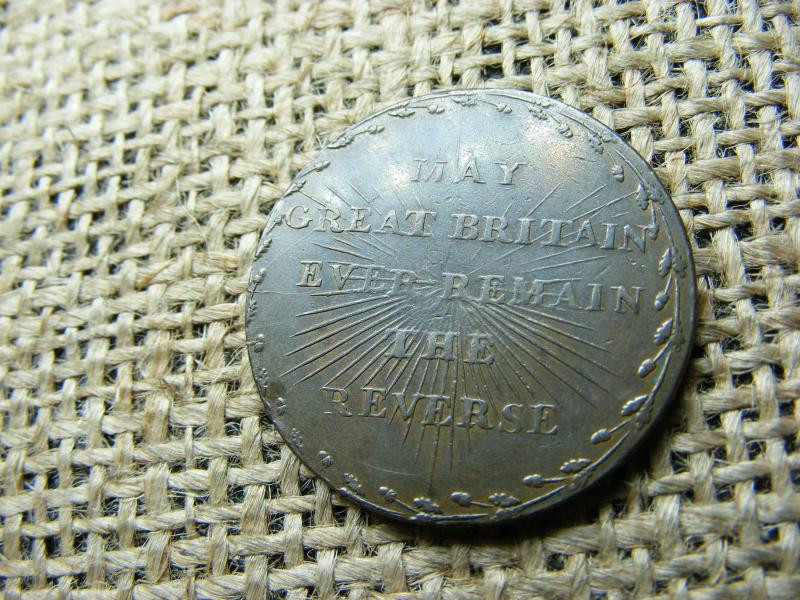 MAY
GREAT BRITAIN
EVER REMAIN
THE
REVERSE